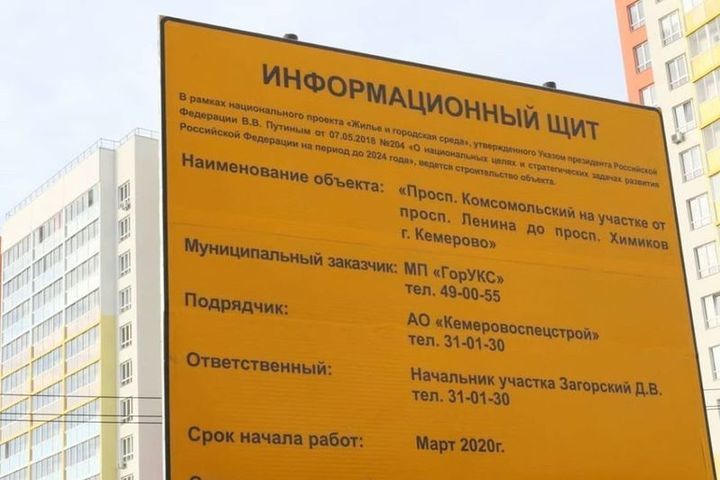 ИНФОРМАЦИОННЫЙ ЩИТ
В рамках национального проекта «Жилье и городская среда», утвержденного Указом президента Российской
Федерации В.В. Путиным от 07.05.2018 №204 «О национальных целях и стратегических задачах развития
Российской Федерации на период до 2024 года», ведется строительство объекта.
Наименование объекта: «Просп. Комсомольский на участке от
просп. Ленина до просп. Химиков
г. Кемерово»
Муниципальный заказчик: МП «ГорУКС»
тел. 49-00-55
Подрядчик: АО «Кемеровоспецстрой»
тел. 31-01-30
Ответственный: Начальник участка Загорский Д.В.
тел. 31-01-30
Срок начала работ: Март 2020г.